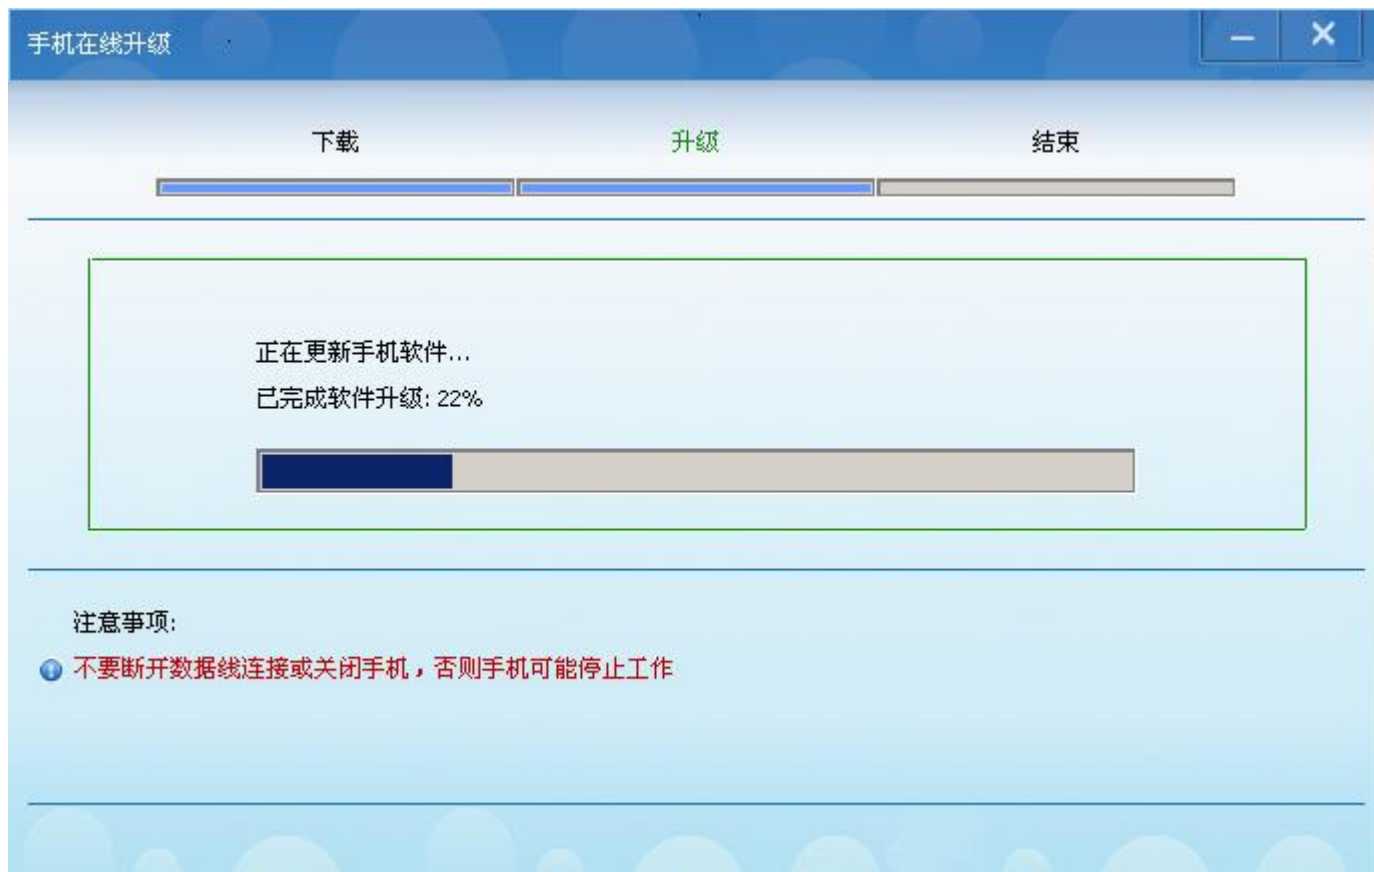 手机在线升级
下载 升级 结束
正在更新手机软件...
已完成软件升级: 22%
注意事项:
不要断开数据线连接或关闭手机，否则手机可能停止工作